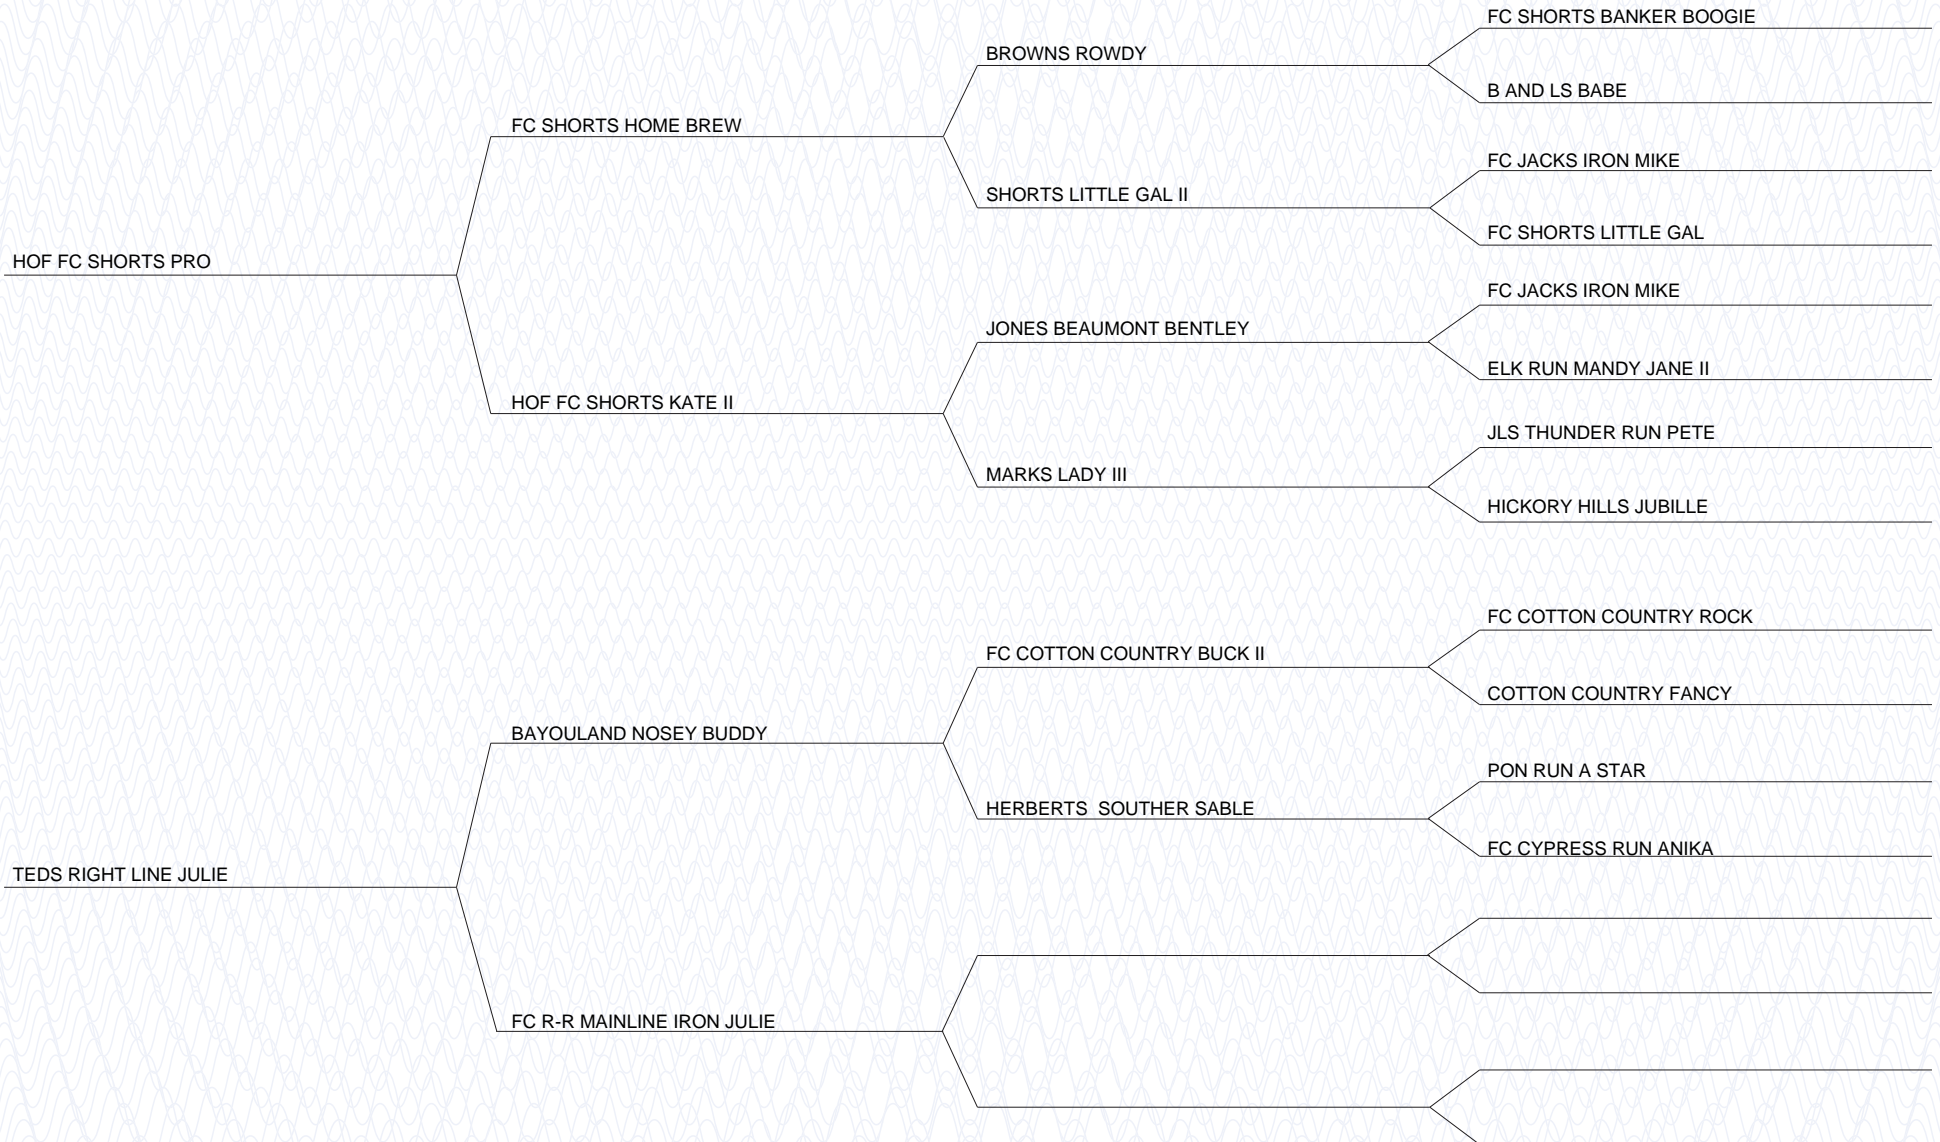 FC SHORTS BANKER BOOGIE
BROWNS ROWDY
B AND LS BABE
FC SHORTS HOME BREW
FC JACKS IRON MIKE
SHORTS LITTLE GAL II
FC SHORTS LITTLE GAL
HOF FC SHORTS PRO
FC JACKS IRON MIKE
JONES BEAUMONT BENTLEY
ELK RUN MANDY JANE II
HOF FC SHORTS KATE II
JLS THUNDER RUN PETE
MARKS LADY III
HICKORY HILLS JUBILLE
FC COTTON COUNTRY ROCK
FC COTTON COUNTRY BUCK II
COTTON COUNTRY FANCY
BAYOULAND NOSEY BUDDY
PON RUN A STAR
HERBERTS  SOUTHER SABLE
FC CYPRESS RUN ANIKA
TEDS RIGHT LINE JULIE
FC R-R MAINLINE IRON JULIE